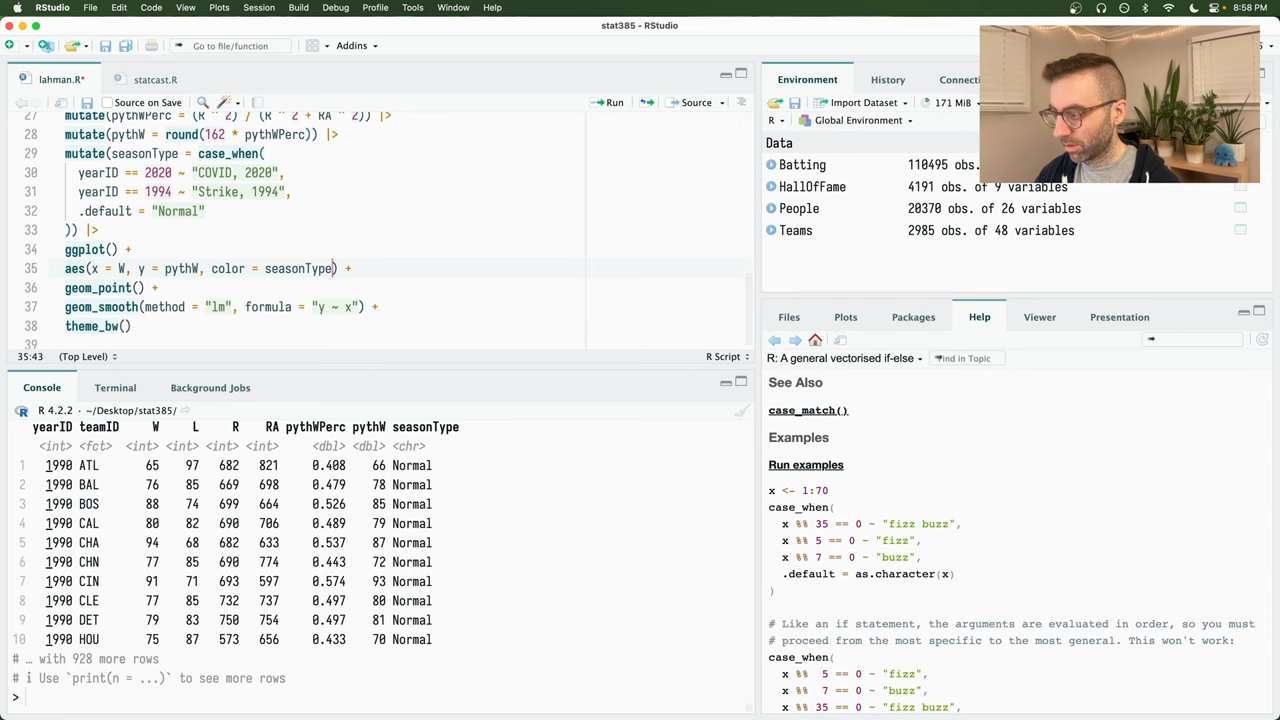 RStudio File Edit Code View Plots Session Build Debug Profile Tools Window Help 8:58 PM
stat385 - RStudio
Go to file/function Addins
lahman.R* statcast.R
Source on Save Run Source
27 mutate(pythWPerc = (R ^ 2) / (R ^ 2 + RA ^ 2)) |>
28 mutate(pythW = round(162 * pythWPerc)) |>
29 mutate(seasonType = case_when(
30 yearID == 2020 ~ "COVID, 2020",
31 yearID == 1994 ~ "Strike, 1994",
32 .default = "Normal"
33 )) |>
34 ggplot() +
35 aes(x = W, y = pythW, color = seasonType) +
36 geom_point() +
37 geom_smooth(method = "lm", formula = "y ~ x") +
38 theme_bw()
39
35:43 (Top Level) R Script
Console Terminal Background Jobs
R 4.2.2 · ~/Desktop/stat385/
yearID teamID W L R RA pythWPerc pythW seasonType
<int> <fct> <int> <int> <int> <int> <dbl> <dbl> <chr>
1 1990 ATL 65 97 682 821 0.408 66 Normal
2 1990 BAL 76 85 669 698 0.479 78 Normal
3 1990 BOS 88 74 699 664 0.526 85 Normal
4 1990 CAL 80 82 690 706 0.489 79 Normal
5 1990 CHA 94 68 682 633 0.537 87 Normal
6 1990 CHN 77 85 690 774 0.443 72 Normal
7 1990 CIN 91 71 693 597 0.574 93 Normal
8 1990 CLE 77 85 732 737 0.497 80 Normal
9 1990 DET 79 83 750 754 0.497 81 Normal
10 1990 HOU 75 87 573 656 0.433 70 Normal
# … with 928 more rows
# ℹ Use `print(n = ...)` to see more rows
>
Environment History Connecti
Import Dataset 171 MiB
R Global Environment
Data
Batting 110495 obs.
HallOfFame 4191 obs. of 9 variables
People 20370 obs. of 26 variables
Teams 2985 obs. of 48 variables
Files Plots Packages Help Viewer Presentation
R: A general vectorised if-else Find in Topic
See Also
case_match()
Examples
Run examples
x <- 1:70
case_when(
x %% 35 == 0 ~ "fizz buzz",
x %% 5 == 0 ~ "fizz",
x %% 7 == 0 ~ "buzz",
.default = as.character(x)
)
# Like an if statement, the arguments are evaluated in order, so you must
# proceed from the most specific to the most general. This won't work:
case_when(
x %% 5 == 0 ~ "fizz",
x %% 7 == 0 ~ "buzz",
x %% 35 == 0 ~ "fizz buzz",